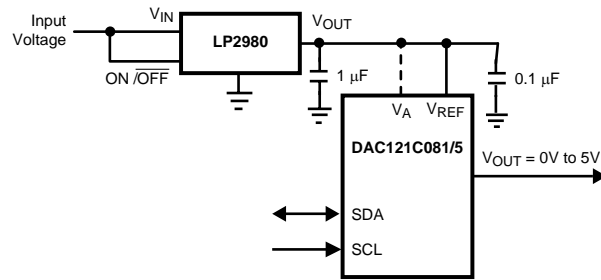 Input
Voltage
V_IN
LP2980
V_OUT
ON /OFF
1 μF
0.1 μF
V_A
V_REF
DAC121C081/5
V_OUT = 0V to 5V
SDA
SCL